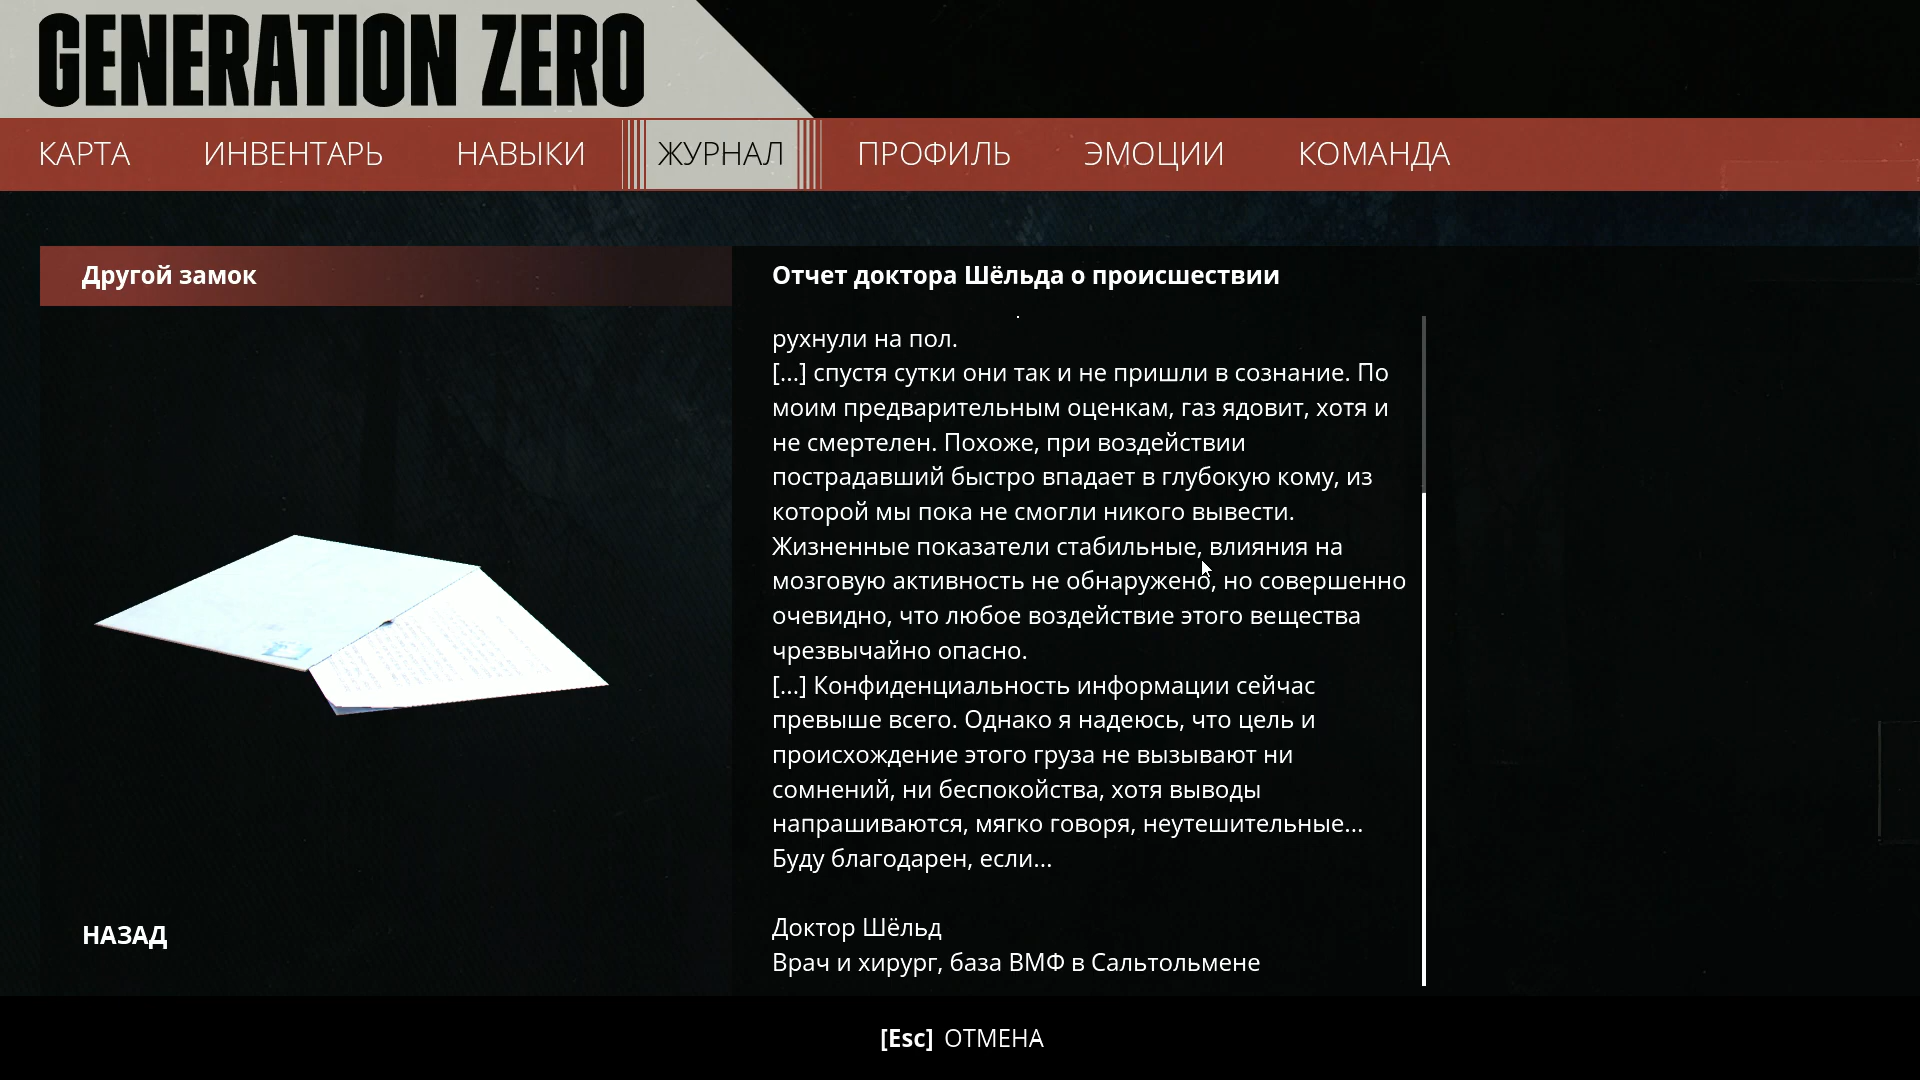 GENERATION ZERO
КАРТА ИНВЕНТАРЬ НАВЫКИ ЖУРНАЛ ПРОФИЛЬ ЭМОЦИИ КОМАНДА
Другой замок
Отчет доктора Шёльда о происшествии
рухнули на пол.
[...] спустя сутки они так и не пришли в сознание. По
моим предварительным оценкам, газ ядовит, хотя и
не смертелен. Похоже, при воздействии
пострадавший быстро впадает в глубокую кому, из
которой мы пока не смогли никого вывести.
Жизненные показатели стабильные, влияния на
мозговую активность не обнаружено, но совершенно
очевидно, что любое воздействие этого вещества
чрезвычайно опасно.
[...] Конфиденциальность информации сейчас
превыше всего. Однако я надеюсь, что цель и
происхождение этого груза не вызывают ни
сомнений, ни беспокойства, хотя выводы
напрашиваются, мягко говоря, неутешительные...
Буду благодарен, если...
Доктор Шёльд
Врач и хирург, база ВМФ в Сальтольмене
НАЗАД
[Esc] ОТМЕНА